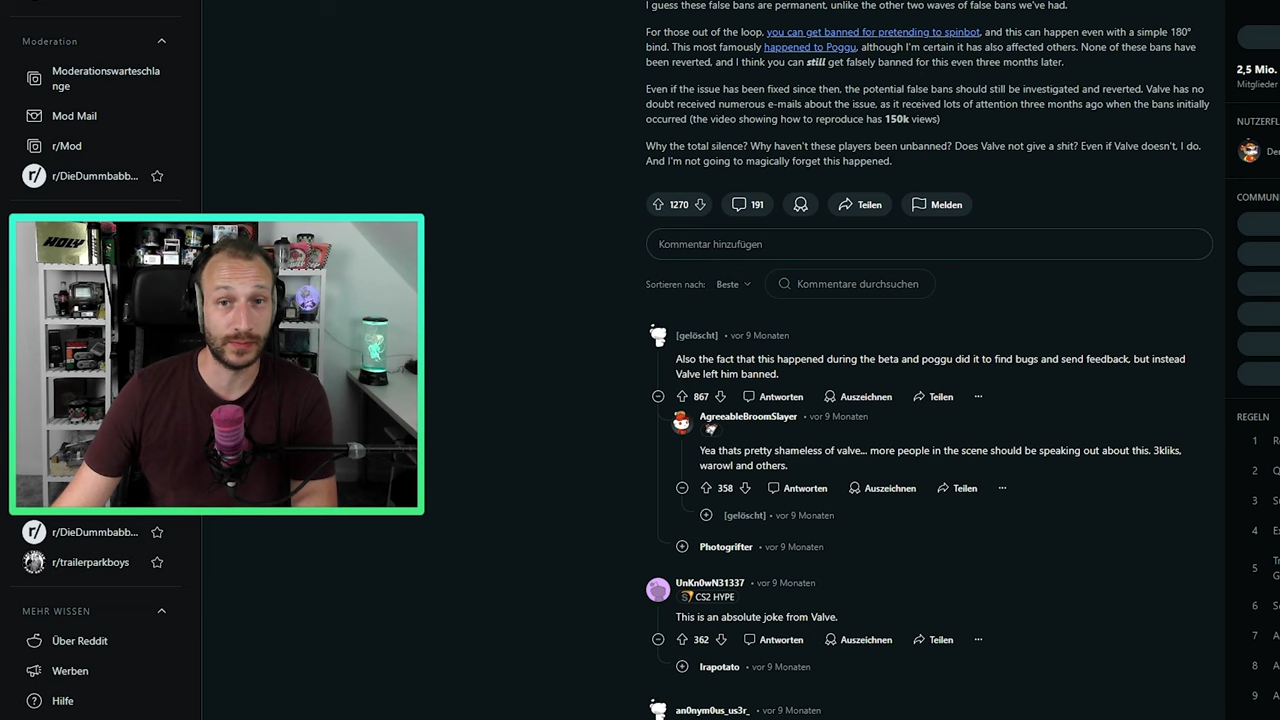 Moderation
Moderationswarteschla
nge
Mod Mail
r/Mod
r/DieDummbabb...
HOLY
r/DieDummbabb...
r/trailerparkboys
MEHR WISSEN
Über Reddit
Werben
Hilfe
I guess these false bans are permanent, unlike the other two waves of false bans we've had.
For those out of the loop, you can get banned for pretending to spinbot, and this can happen even with a simple 180°
bind. This most famously happened to Poggu, although I'm certain it has also affected others. None of these bans have
been reverted, and I think you can still get falsely banned for this even three months later.
Even if the issue has been fixed since then, the potential false bans should still be investigated and reverted. Valve has no
doubt received numerous e-mails about the issue, as it received lots of attention three months ago when the bans initially
occurred (the video showing how to reproduce has 150k views)
Why the total silence? Why haven't these players been unbanned? Does Valve not give a shit? Even if Valve doesn't, I do.
And I'm not going to magically forget this happened.
1270 191 Teilen Melden
Kommentar hinzufügen
Sortieren nach: Beste Kommentare durchsuchen
[gelöscht] • vor 9 Monaten
Also the fact that this happened during the beta and poggu did it to find bugs and send feedback, but instead
Valve left him banned.
867 Antworten Auszeichnen Teilen ...
AgreeableBroomSlayer • vor 9 Monaten
Yea thats pretty shameless of valve... more people in the scene should be speaking out about this. 3kliks,
warowl and others.
358 Antworten Auszeichnen Teilen ...
[gelöscht] • vor 9 Monaten
Photogrifter • vor 9 Monaten
UnKn0wN31337 • vor 9 Monaten
CS2 HYPE
This is an absolute joke from Valve.
362 Antworten Auszeichnen Teilen ...
Irapotato • vor 9 Monaten
an0nym0us_us3r_ • vor 9 Monaten
2,5 Mio.
Mitglieder
NUTZERFL
De
COMMUN
REGELN
1 R
2 Q
3 S
4 E
5 T
G
6 S
7 A
8 A
9 A